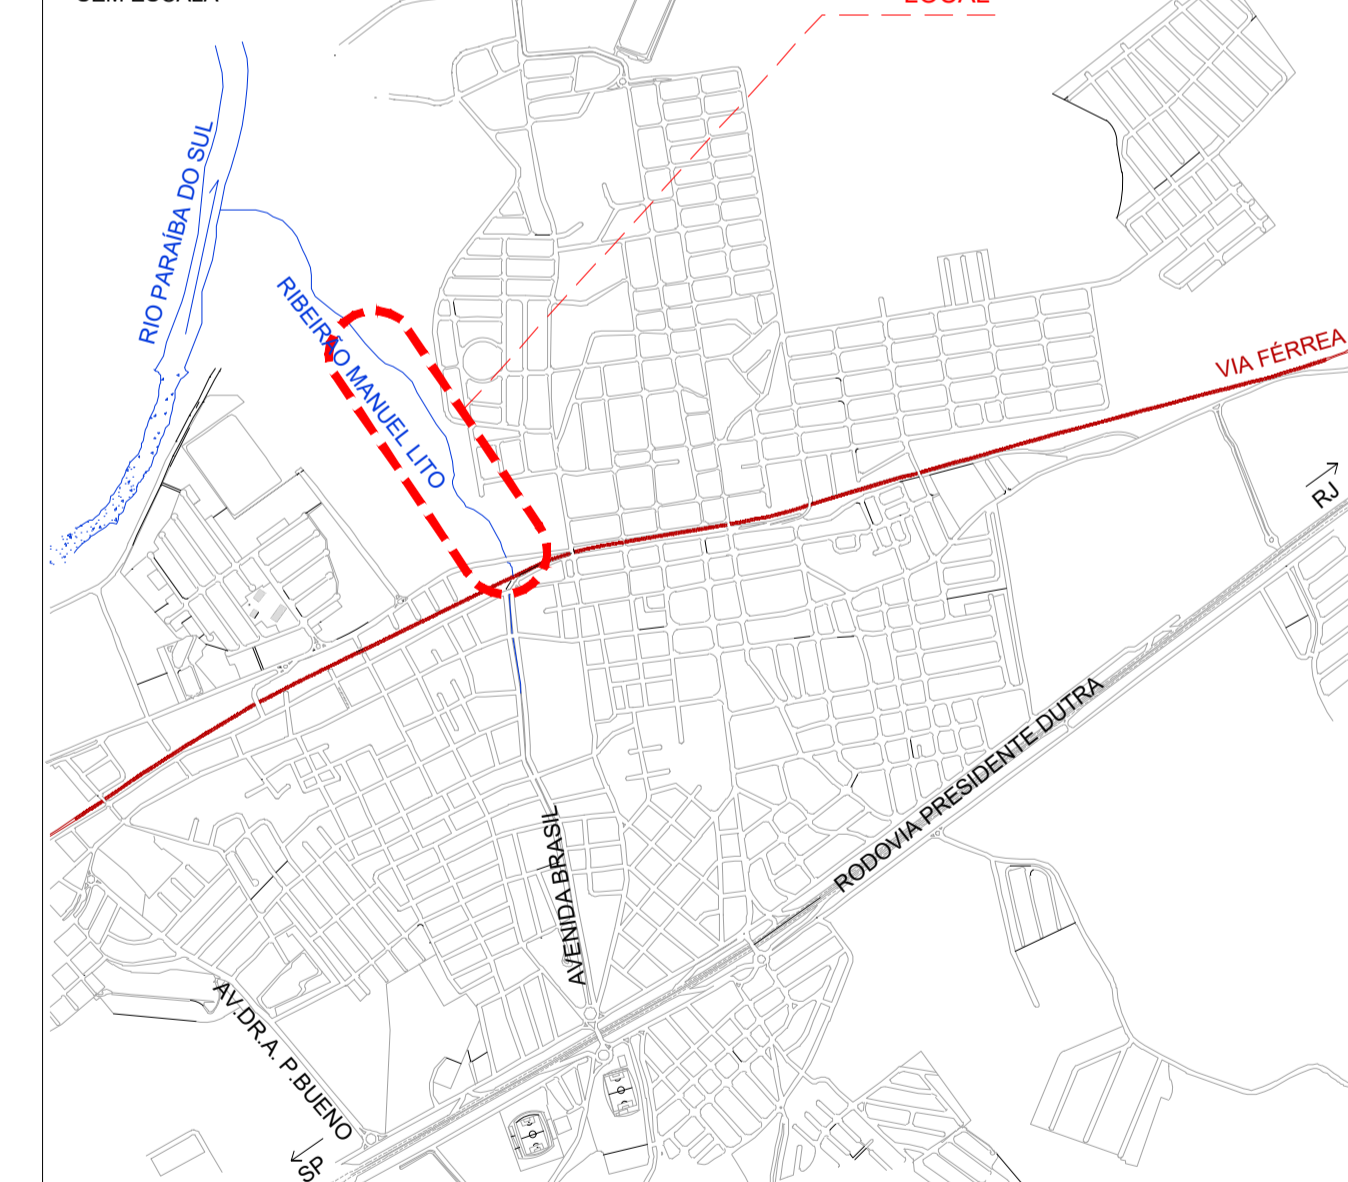 RIO PARAÍBA DO SUL
RIBEIRÃO MANUEL LITO
VIA FÉRREA
RJ
RODOVIA PRESIDENTE DUTRA
AVENIDA BRASIL
AV.DR.A. P.BUENO
SP